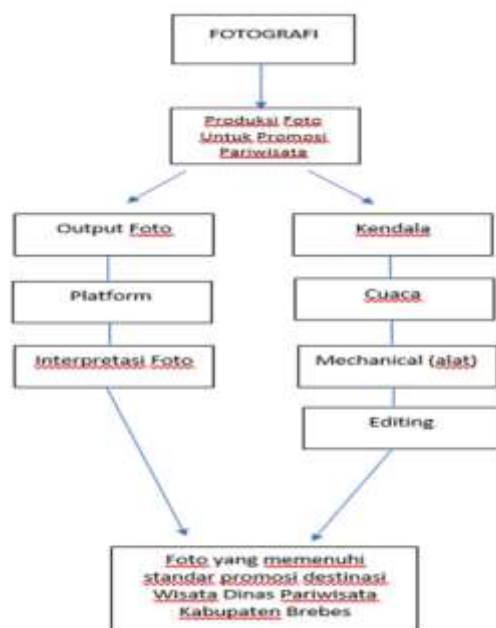 FOTOGRAFI
Produksi Foto
Untuk Promosi
Pariwisata
Output Foto
Platform
Interpretasi Foto
Kendala
Cuaca
Mechanical (alat)
Editing
Foto yang memenuhi
standar promosi destinasi
Wisata Dinas Pariwisata
Kabupaten Brebes